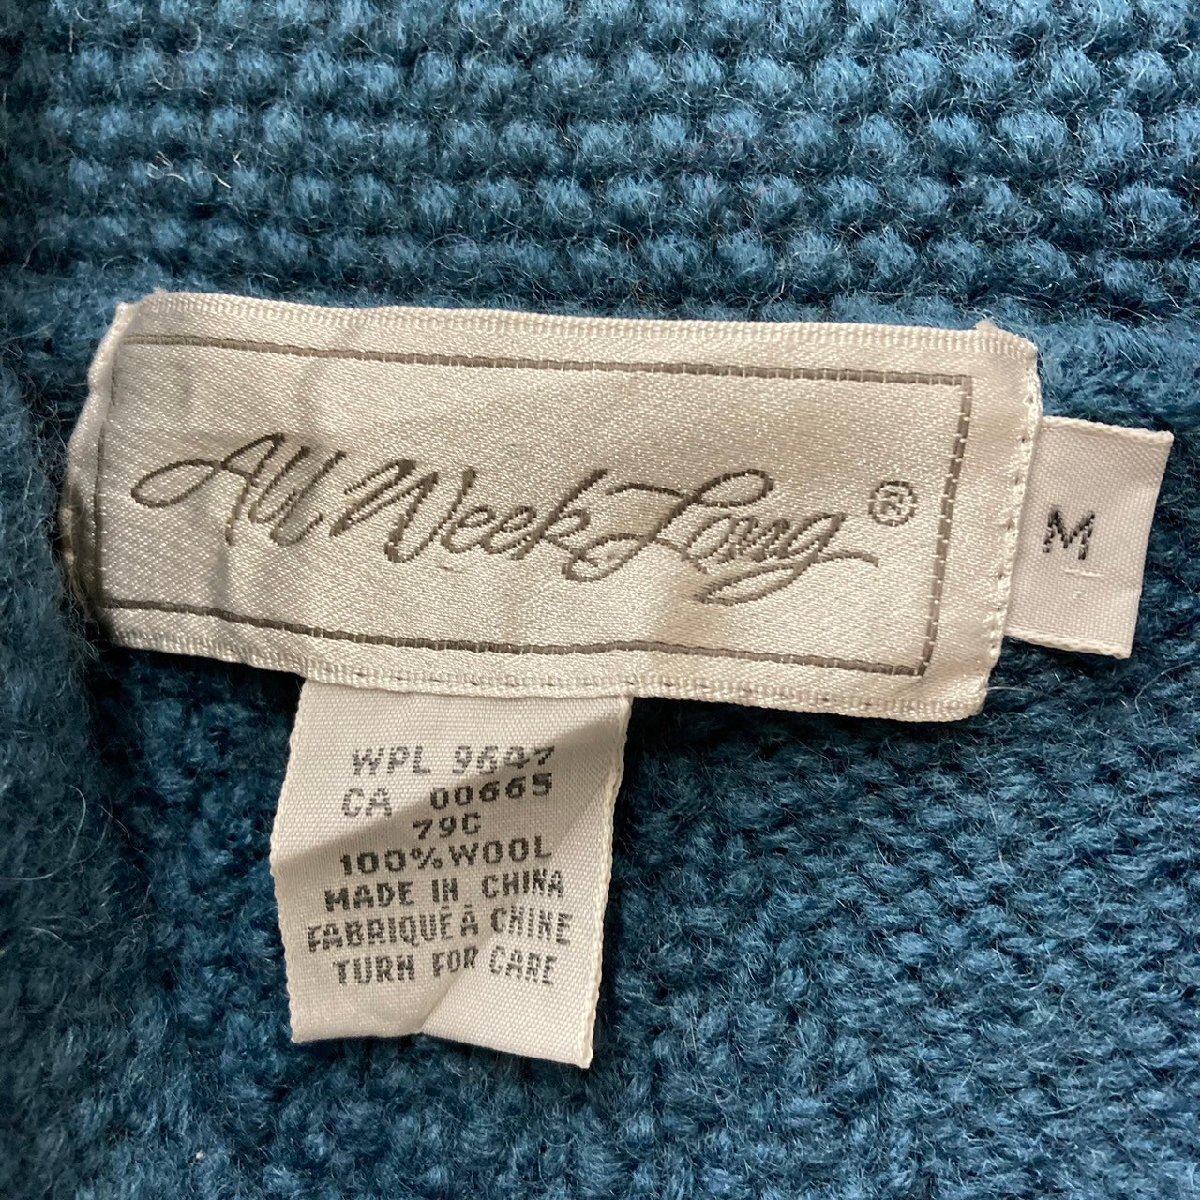 All Week Long ®
M
WPL 9647
CA 00665
79C
100% WOOL
MADE IN CHINA
FABRIQUÉ À CHINE
TURN FOR CARE